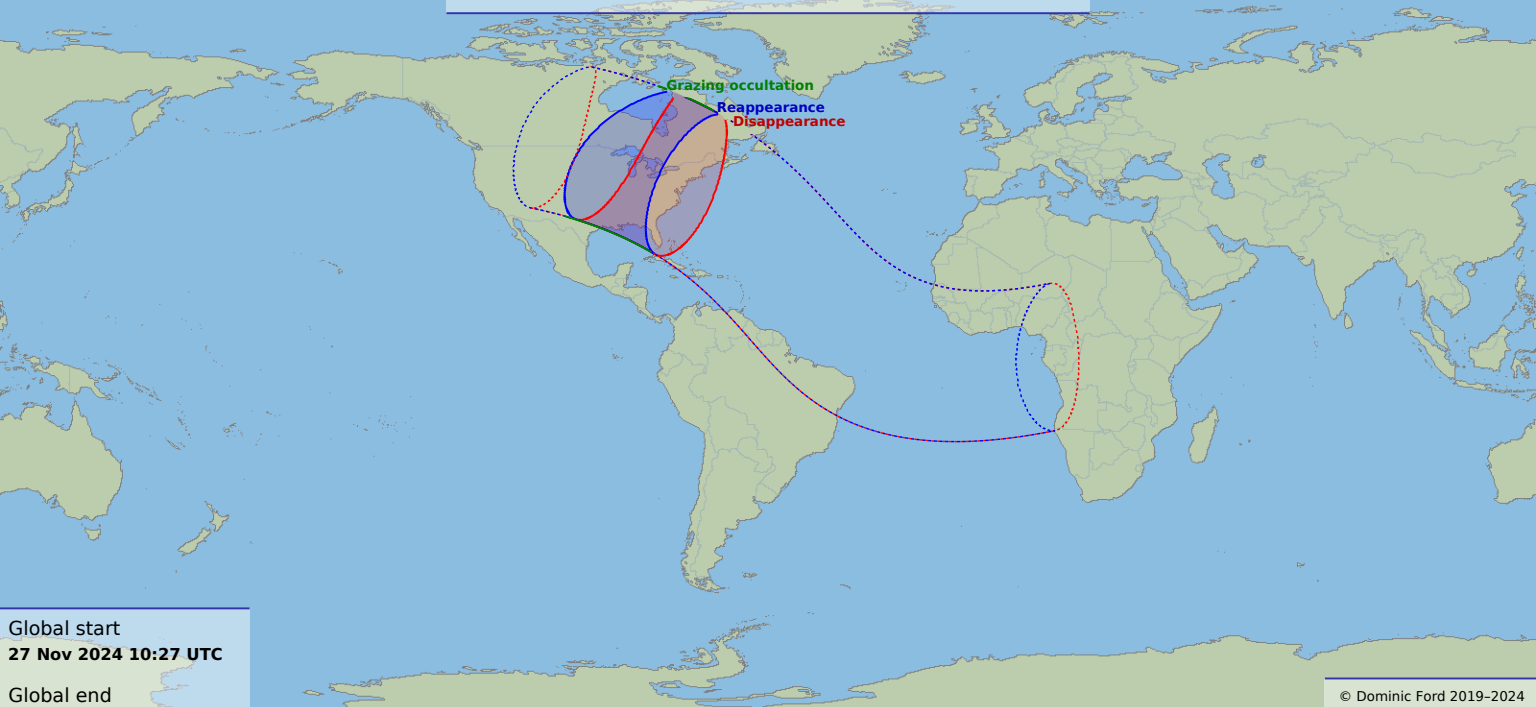 Grazing occultation
Reappearance
Disappearance
Global start
27 Nov 2024 10:27 UTC
Global end
© Dominic Ford 2019–2024